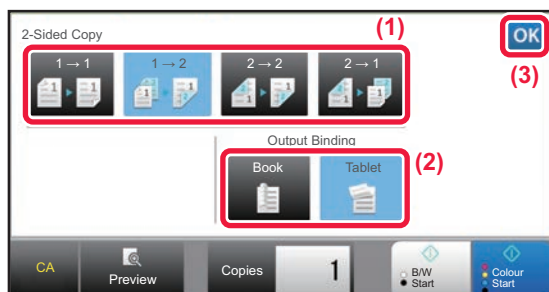 2-Sided Copy
(1)
OK
1 → 1
1 → 2
2 → 2
2 → 1
(3)
Output Binding
Book
Tablet
(2)
CA
Preview
Copies
1
B/W
Start
Colour
Start